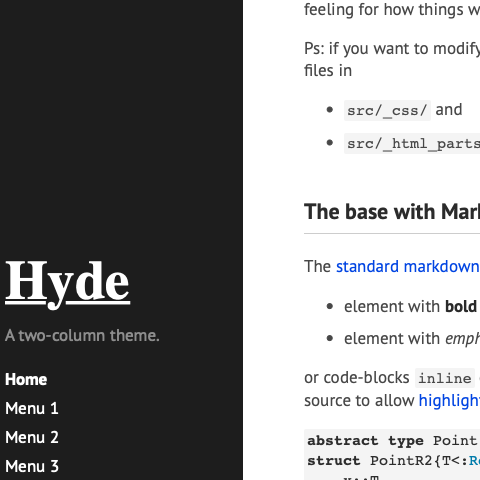 feeling for how things w
Ps: if you want to modify
files in
src/_css/ and
src/_html_parts
The base with Mar
The standard markdown
element with bold
element with emph
or code-blocks inline
source to allow highligh
abstract type Point
struct PointR2{T<:Re
Hyde
A two-column theme.
Home
Menu 1
Menu 2
Menu 3